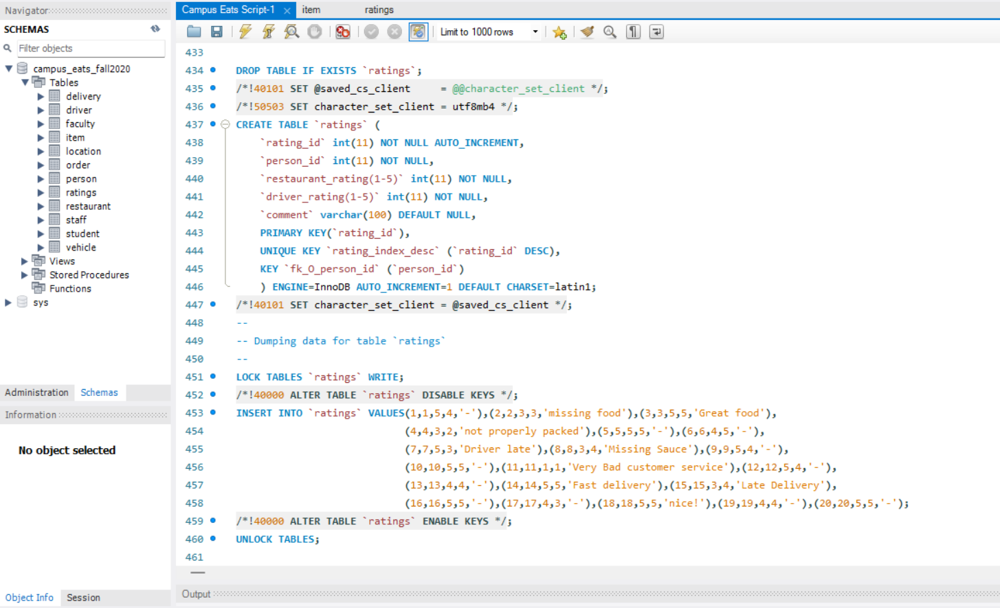 Navigator
SCHEMAS
Filter objects
campus_eats_fall2020
Tables
delivery
driver
faculty
item
location
order
person
ratings
restaurant
staff
student
vehicle
Views
Stored Procedures
Functions
sys
Administration Schemas
Information
No object selected
Object Info Session
Campus Eats Script-1 item ratings
Limit to 1000 rows
433
434 DROP TABLE IF EXISTS `ratings`;
435 /*!40101 SET @saved_cs_client     = @@character_set_client */;
436 /*!50503 SET character_set_client = utf8mb4 */;
437 CREATE TABLE `ratings` (
438 `rating_id` int(11) NOT NULL AUTO_INCREMENT,
439 `person_id` int(11) NOT NULL,
440 `restaurant_rating(1-5)` int(11) NOT NULL,
441 `driver_rating(1-5)` int(11) NOT NULL,
442 `comment` varchar(100) DEFAULT NULL,
443 PRIMARY KEY(`rating_id`),
444 UNIQUE KEY `rating_index_desc` (`rating_id` DESC),
445 KEY `fk_O_person_id` (`person_id`)
446 ) ENGINE=InnoDB AUTO_INCREMENT=1 DEFAULT CHARSET=latin1;
447 /*!40101 SET character_set_client = @saved_cs_client */;
448 --
449 -- Dumping data for table `ratings`
450 --
451 LOCK TABLES `ratings` WRITE;
452 /*!40000 ALTER TABLE `ratings` DISABLE KEYS */;
453 INSERT INTO `ratings` VALUES(1,1,5,4,'-'),(2,2,3,3,'missing food'),(3,3,5,5,'Great food'),
454 (4,4,3,2,'not properly packed'),(5,5,5,5,'-'),(6,6,4,5,'-'),
455 (7,7,5,3,'Driver late'),(8,8,3,4,'Missing Sauce'),(9,9,5,4,'-'),
456 (10,10,5,5,'-'),(11,11,1,1,'Very Bad customer service'),(12,12,5,4,'-'),
457 (13,13,4,4,'-'),(14,14,5,5,'Fast delivery'),(15,15,3,4,'Late Delivery'),
458 (16,16,5,5,'-'),(17,17,4,3,'-'),(18,18,5,5,'nice!'),(19,19,4,4,'-'),(20,20,5,5,'-');
459 /*!40000 ALTER TABLE `ratings` ENABLE KEYS */;
460 UNLOCK TABLES;
461
Output